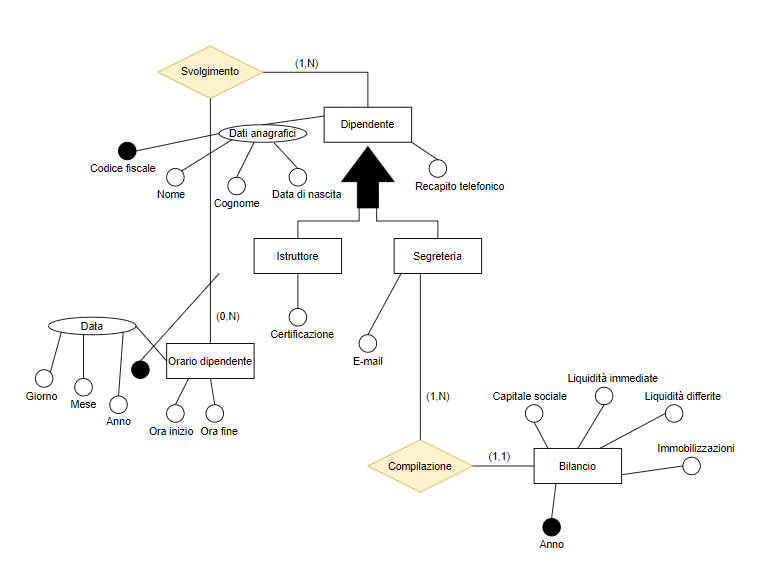 (1,N)
Svolgimento
Dipendente
Dati anagrafici
Codice fiscale
Nome
Cognome
Data di nascita
Recapito telefonico
Istruttore
Segreteria
(0,N)
Data
Certificazione
Orario dipendente
E-mail
Giorno
Mese
Anno
Ora inizio
Ora fine
(1,N)
Liquidità immediate
Capitale sociale
Liquidità differite
Immobilizzazioni
Compilazione
(1,1)
Bilancio
Anno